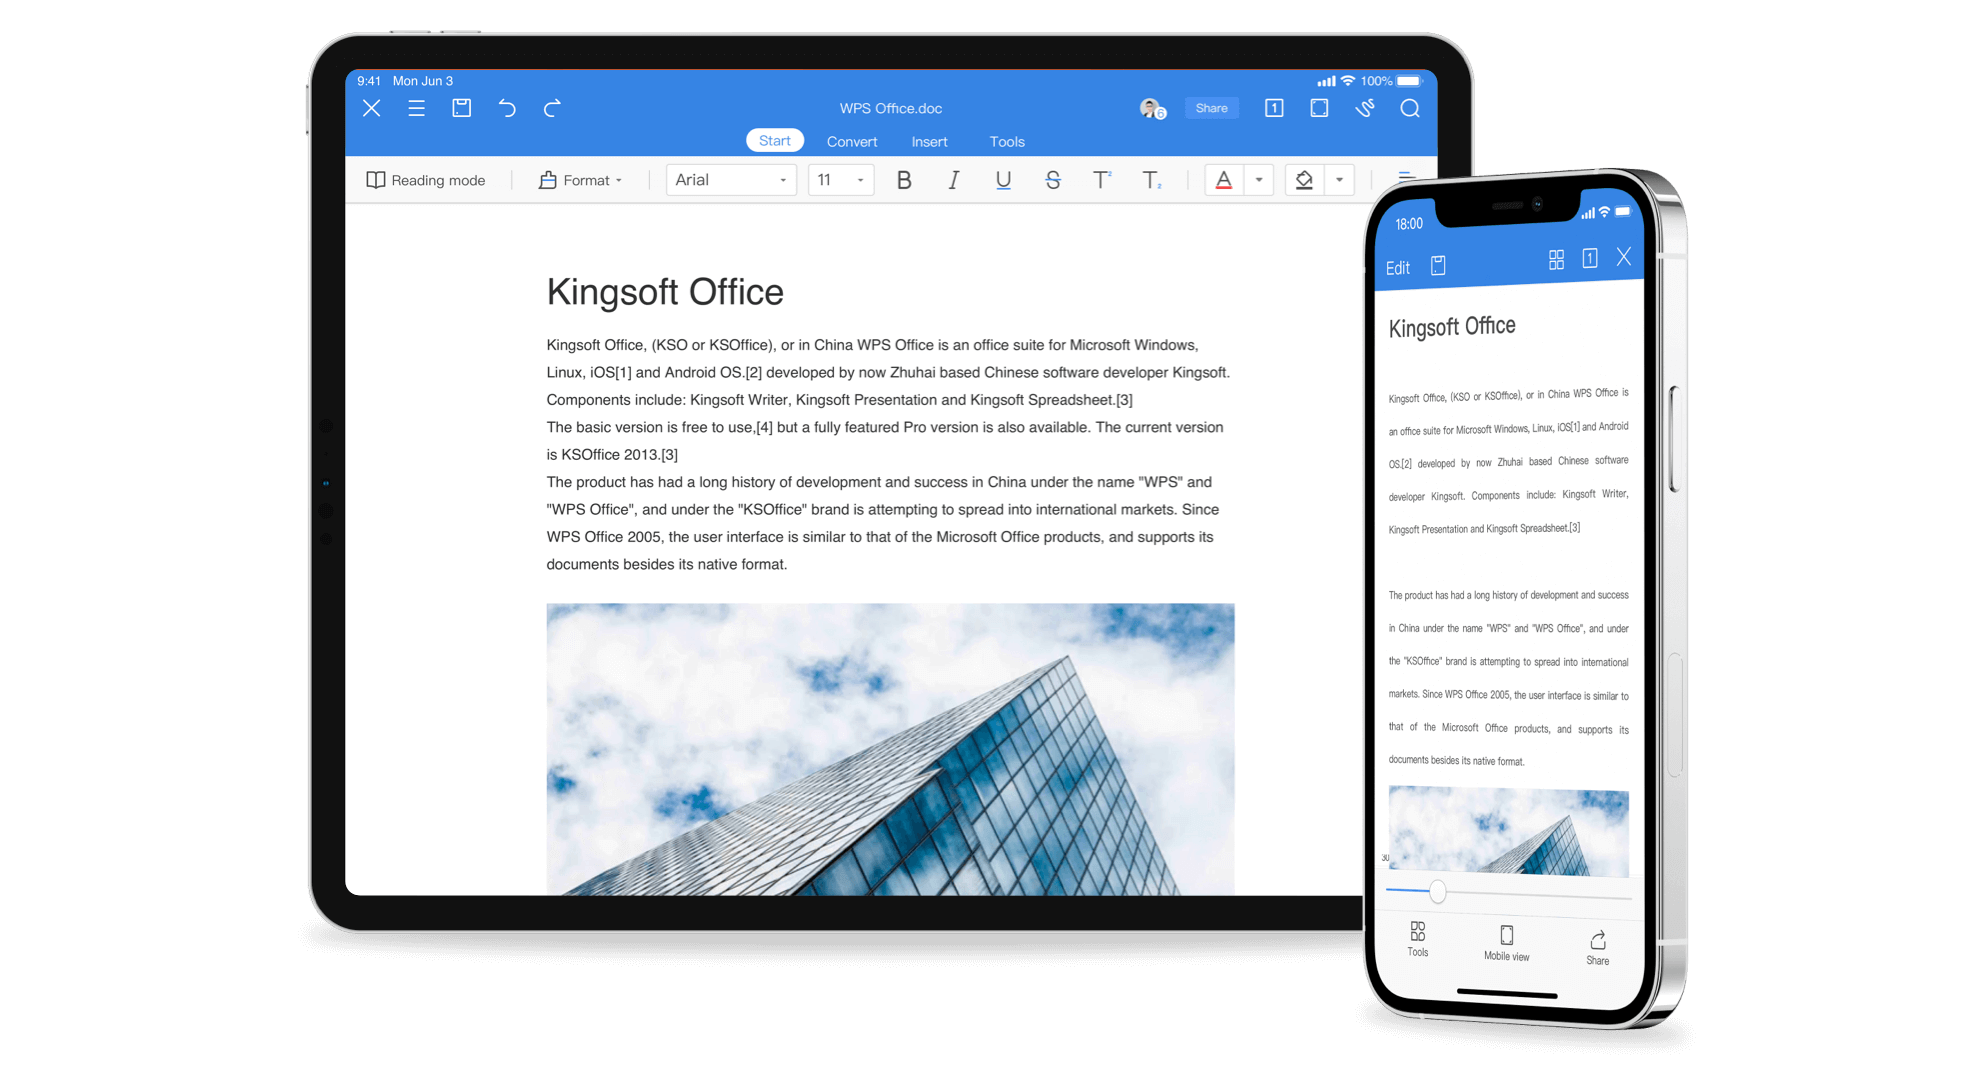 9:41 Mon Jun 3
100%
WPS Office.doc
6
Share
1
Start
Convert
Insert
Tools
Reading mode
Format
Arial
11
B
I
U
S
T²
T₂
A
Kingsoft Office
Kingsoft Office, (KSO or KSOffice), or in China WPS Office is an office suite for Microsoft Windows,
Linux, iOS[1] and Android OS.[2] developed by now Zhuhai based Chinese software developer Kingsoft.
Components include: Kingsoft Writer, Kingsoft Presentation and Kingsoft Spreadsheet.[3]
The basic version is free to use,[4] but a fully featured Pro version is also available. The current version
is KSOffice 2013.[3]
The product has had a long history of development and success in China under the name "WPS" and
"WPS Office", and under the "KSOffice" brand is attempting to spread into international markets. Since
WPS Office 2005, the user interface is similar to that of the Microsoft Office products, and supports its
documents besides its native format.
18:00
Edit
1
Kingsoft Office
Kingsoft Office, (KSO or KSOffice), or in China WPS Office is
an office suite for Microsoft Windows, Linux, iOS[1] and Android
OS.[2] developed by now Zhuhai based Chinese software
developer Kingsoft. Components include: Kingsoft Writer,
Kingsoft Presentation and Kingsoft Spreadsheet.[3]
The product has had a long history of development and success
in China under the name "WPS" and "WPS Office", and under
the "KSOffice" brand is attempting to spread into international
markets. Since WPS Office 2005, the user interface is similar to
that of the Microsoft Office products, and supports its
documents besides its native format.
Tools
Mobile view
Share